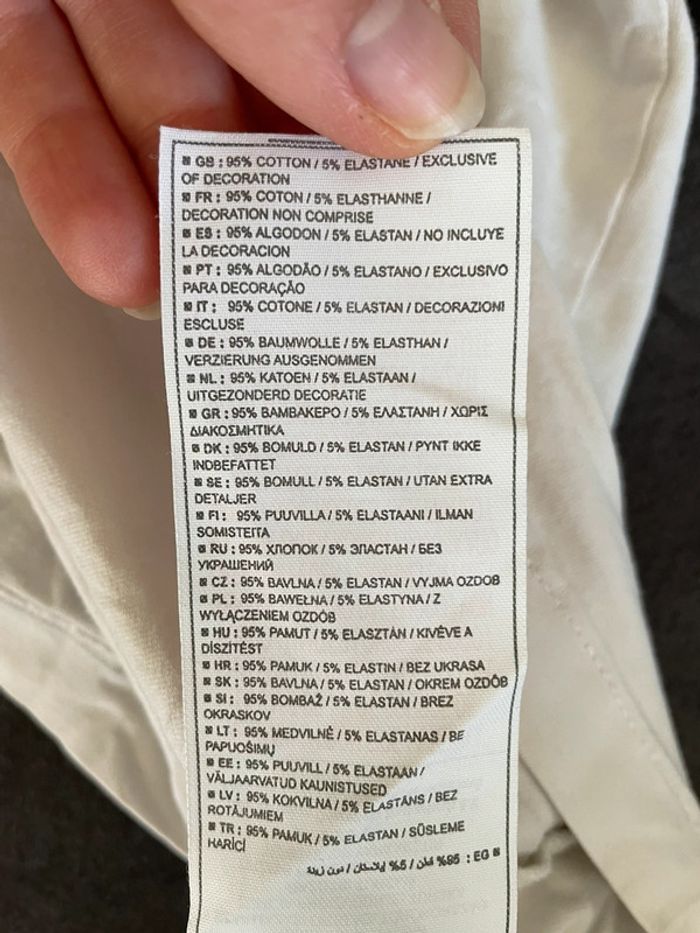 GB : 95% COTTON / 5% ELASTANE / EXCLUSIVE
OF DECORATION
FR : 95% COTON / 5% ELASTHANNE /
DECORATION NON COMPRISE
ES : 95% ALGODON / 5% ELASTAN / NO INCLUYE
LA DECORACION
PT : 95% ALGODÃO / 5% ELASTANO / EXCLUSIVO
PARA DECORAÇÃO
IT : 95% COTONE / 5% ELASTAN / DECORAZIONI
ESCLUSE
DE : 95% BAUMWOLLE / 5% ELASTHAN /
VERZIERUNG AUSGENOMMEN
NL : 95% KATOEN / 5% ELASTAAN /
UITGEZONDERD DECORATIE
GR : 95% ΒΑΜΒΑΚΕΡΟ / 5% ΕΛΑΣΤΑΝΗ / ΧΩΡΙΣ
ΔΙΑΚΟΣΜΗΤΙΚΑ
DK : 95% BOMULD / 5% ELASTAN / PYNT IKKE
INDBEFATTET
SE : 95% BOMULL / 5% ELASTAN / UTAN EXTRA
DETALJER
FI : 95% PUUVILLA / 5% ELASTAANI / ILMAN
SOMISTEITA
RU : 95% ХЛОПОК / 5% ЭЛАСТАН / БЕЗ
УКРАШЕНИЙ
CZ : 95% BAVLNA / 5% ELASTAN / VYJMA OZDOB
PL : 95% BAWEŁNA / 5% ELASTYNA / Z
WYŁĄCZENIEM OZDÓB
HU : 95% PAMUT / 5% ELASZTÁN / KIVÉVE A
DÍSZÍTÉST
HR : 95% PAMUK / 5% ELASTIN / BEZ UKRASA
SK : 95% BAVLNA / 5% ELASTAN / OKREM OZDÔB
SI : 95% BOMBAŽ / 5% ELASTAN / BREZ
OKRASKOV
LT : 95% MEDVILNĖ / 5% ELASTANAS / BE
PAPUOŠIMŲ
EE : 95% PUUVILL / 5% ELASTAAN /
VÄLJAARVATUD KAUNISTUSED
LV : 95% KOKVILNA / 5% ELASTĀNS / BEZ
ROTĀJUMIEM
TR : 95% PAMUK / 5% ELASTAN / SÜSLEME
HARİCİ
EG : 95% قطن / 5% إيلاستان / دون زينة